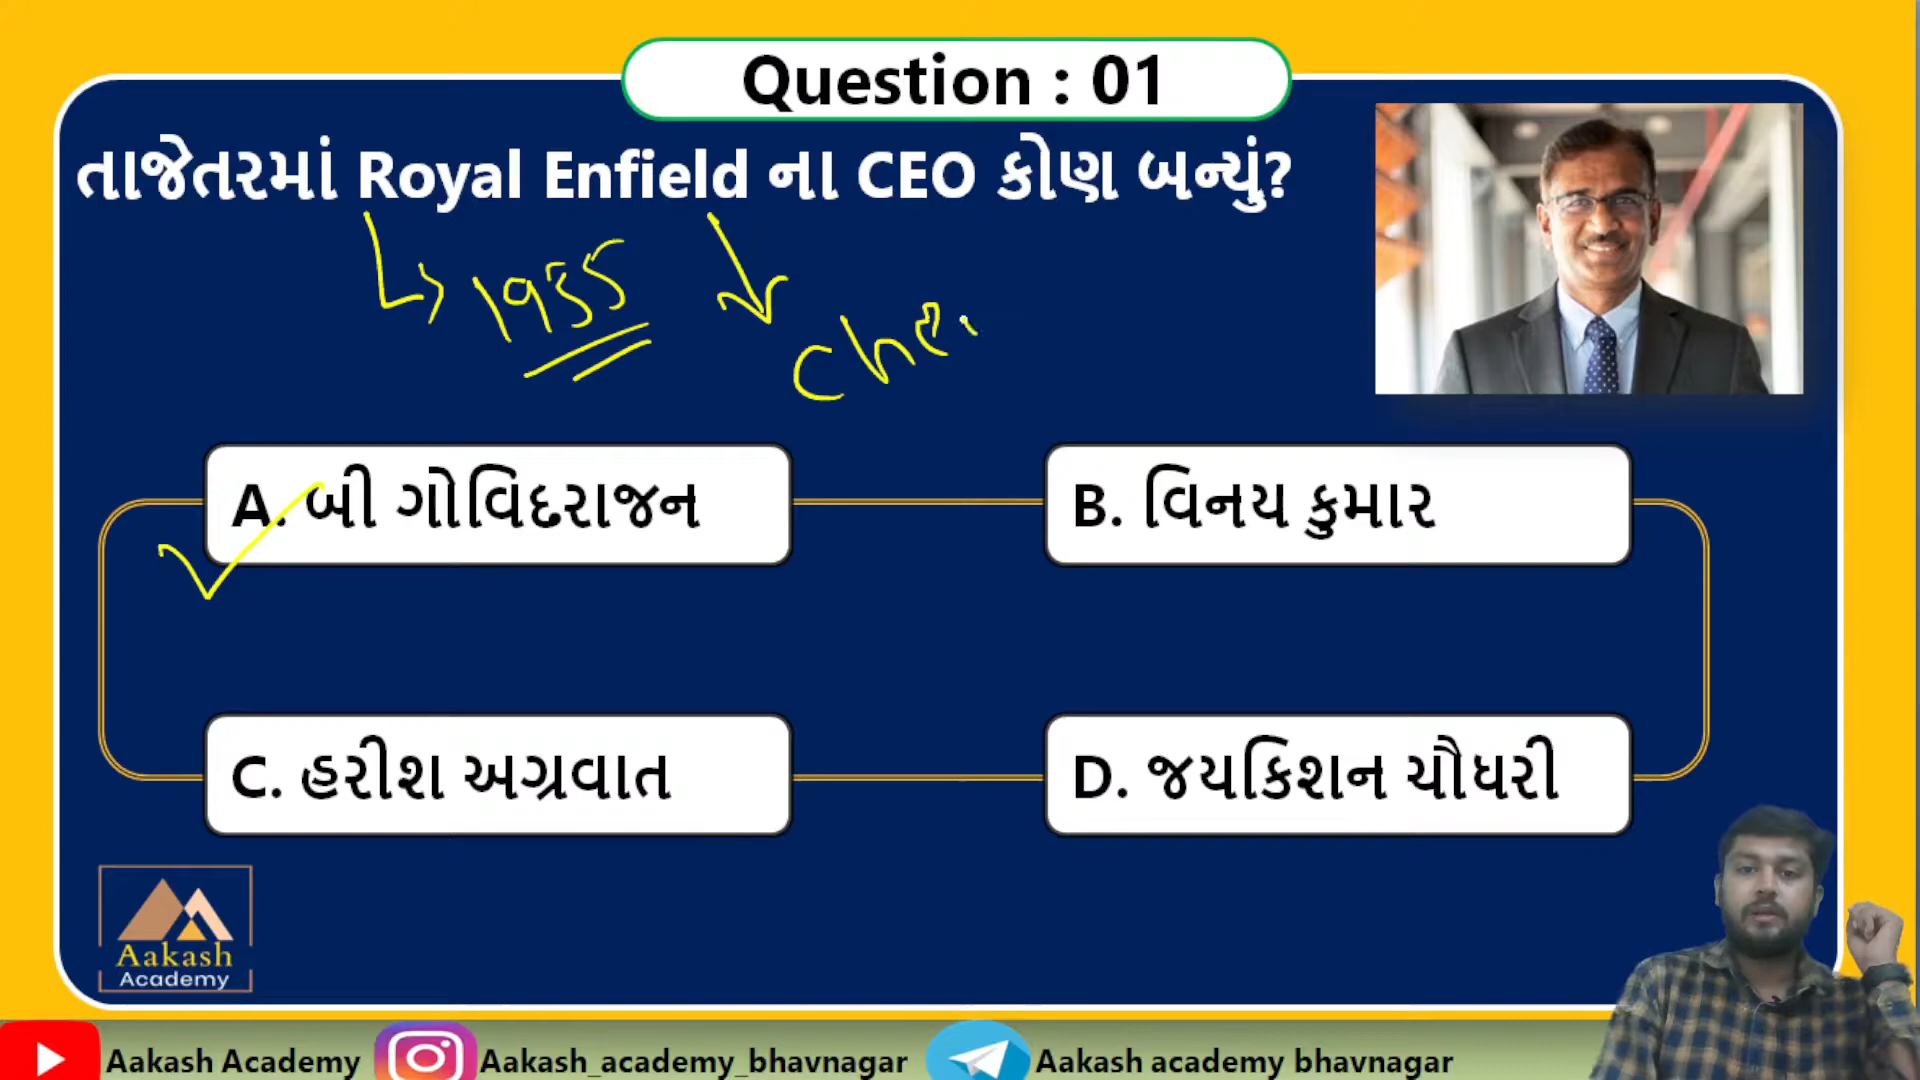 Question : 01
તાજેતરમાં Royal Enfield ના CEO કોણ બન્યું?
1955
Che
A. બી ગોવિંદરાજન
B. વિનય કુમાર
C. હરીશ અગ્રવાત
D. જયકિશન ચૌધરી
Aakash
Academy
Aakash Academy
Aakash_academy_bhavnagar
Aakash academy bhavnagar